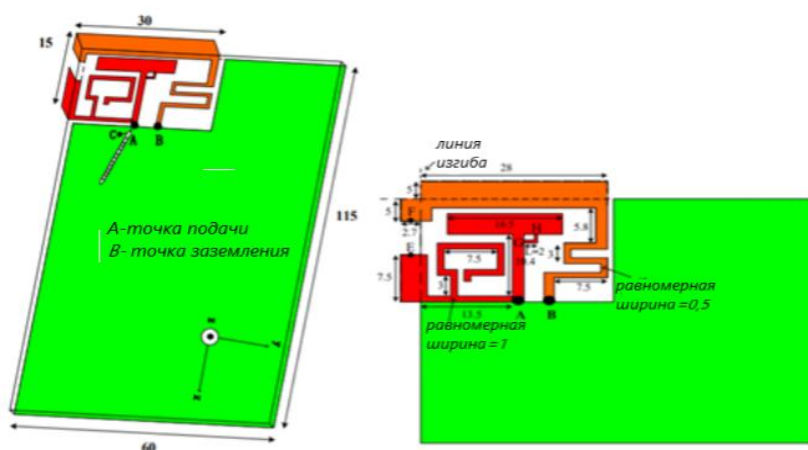 30
15
C
A
B
А-точка подачи
В- точка заземления
115
60
линия
изгиба
28
5
5
5.8
7.5
3
L=2
7.5
3
7.5
13.5
A
B
равномерная
ширина =0,5
равномерная
ширина =1